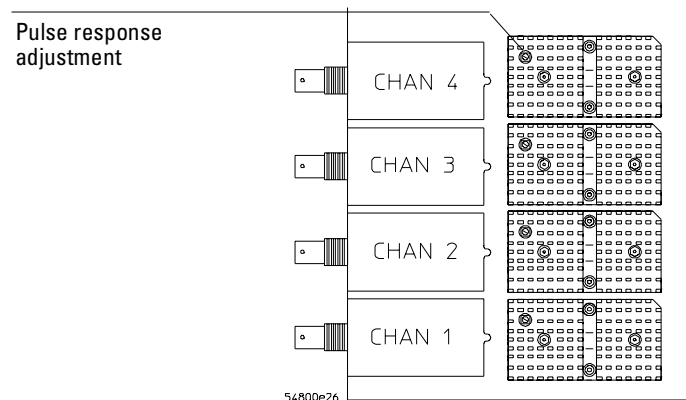 Pulse response
adjustment
CHAN 4
CHAN 3
CHAN 2
CHAN 1
54800e26